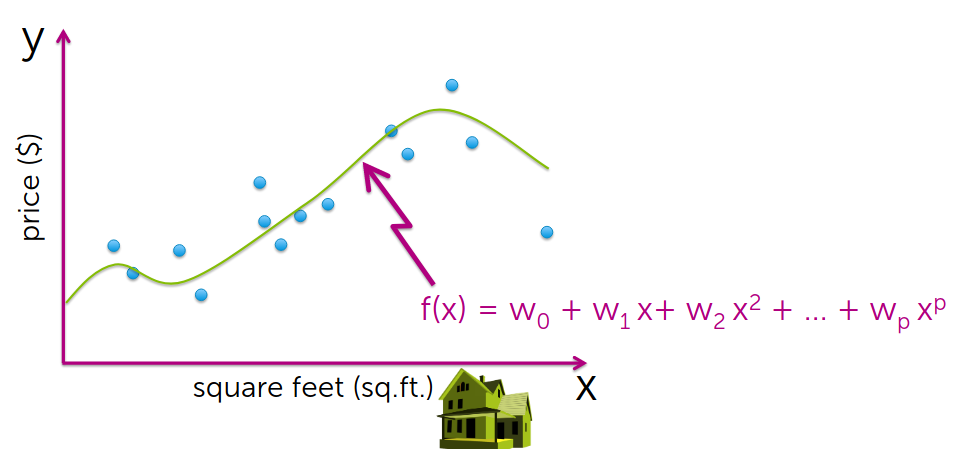 y
price ($)
f(x) = w₀ + w₁ x+ w₂ x² + ... + wₚ xᵖ
square feet (sq.ft.)
x